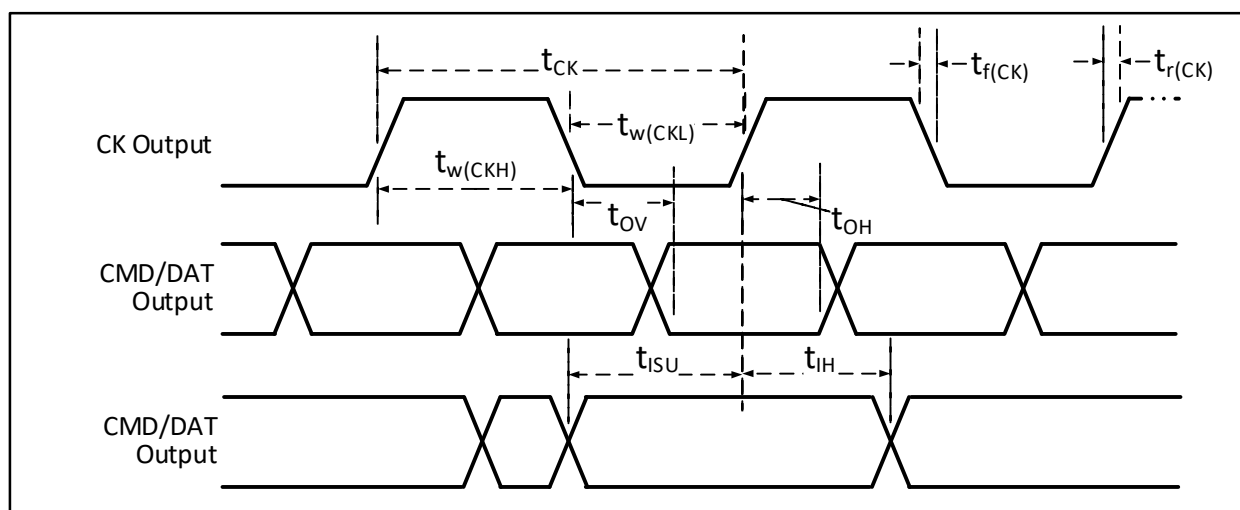 t_CK
t_f(CK)
t_r(CK)
CK Output
t_w(CKL)
t_w(CKH)
t_OV
t_OH
CMD/DAT
Output
t_ISU
t_IH
CMD/DAT
Output